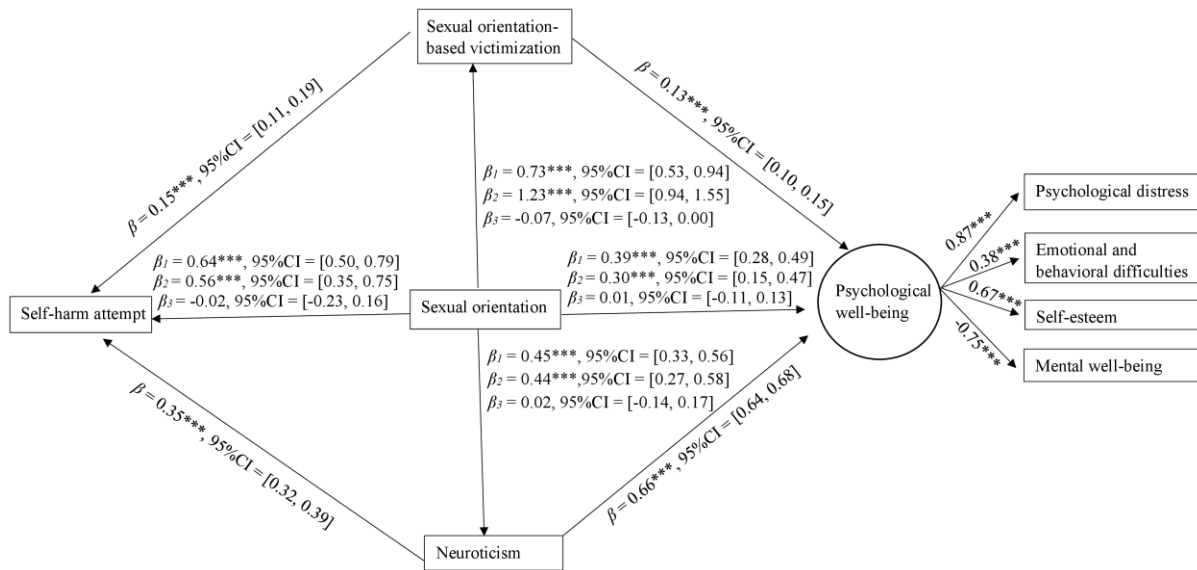 Sexual orientation-
based victimization
β = 0.15*** , 95%CI = [0.11, 0.19]
β = 0.13***, 95%CI = [0.10, 0.15]
β1 = 0.73***, 95%CI = [0.53, 0.94]
β2 = 1.23***, 95%CI = [0.94, 1.55]
β3 = -0.07, 95%CI = [-0.13, 0.00]
β1 = 0.64***, 95%CI = [0.50, 0.79]
β2 = 0.56***, 95%CI = [0.35, 0.75]
β3 = -0.02, 95%CI = [-0.23, 0.16]
β1 = 0.39***, 95%CI = [0.28, 0.49]
β2 = 0.30***, 95%CI = [0.15, 0.47]
β3 = 0.01, 95%CI = [-0.11, 0.13]
Self-harm attempt
Sexual orientation
Psychological
well-being
0.87***
0.38***
0.67***
-0.75***
Psychological distress
Emotional and
behavioral difficulties
Self-esteem
Mental well-being
β1 = 0.45***, 95%CI = [0.33, 0.56]
β2 = 0.44***,95%CI = [0.27, 0.58]
β3 = 0.02, 95%CI = [-0.14, 0.17]
β = 0.35***, 95%CI = [0.32, 0.39]
β = 0.66*** , 95%CI = [0.64, 0.68]
Neuroticism